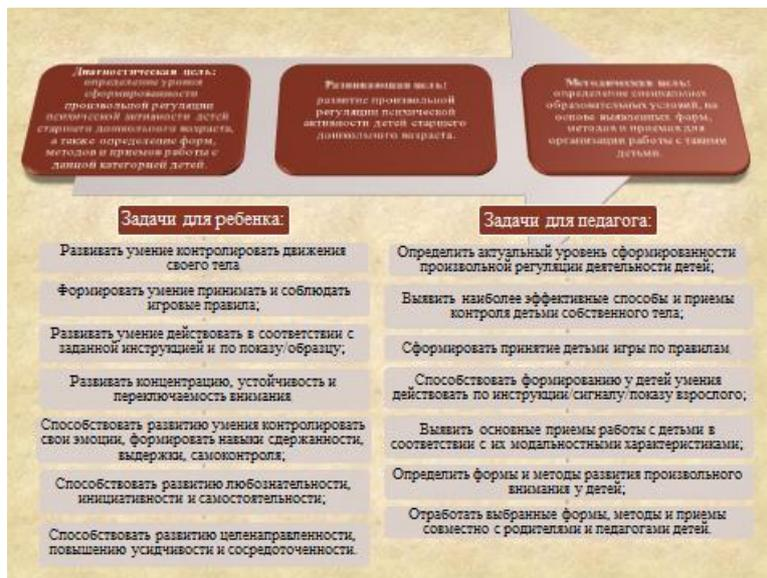 Диагностическая цель:
определение уровня
сформированности
произвольной регуляции
психической активности детей
старшего дошкольного возраста,
а также определение форм,
методов и приемов работы с
данной категорией детей.
Развивающая цель:
развитие произвольной
регуляции психической
активности детей старшего
дошкольного возраста.
Методическая цель:
определение специальных
образовательных условий, на
основе выявленных форм,
методов и приемов для
организации работы с такими
детьми.
Задачи для ребенка:
Развивать умение контролировать движения
своего тела
Формировать умение принимать и соблюдать
игровые правила;
Развивать умение действовать в соответствии с
заданной инструкцией и по показу/образцу;
Развивать концентрацию, устойчивость и
переключаемость внимания
Способствовать развитию умения контролировать
свои эмоции, формировать навыки сдержанности,
выдержки, самоконтроля;
Способствовать развитию любознательности,
инициативности и самостоятельности;
Способствовать развитию целенаправленности,
повышению усидчивости и сосредоточенности.
Задачи для педагога:
Определить актуальный уровень сформированности
произвольной регуляции деятельности детей;
Выявить наиболее эффективные способы и приемы
контроля детьми собственного тела;
Сформировать принятие детьми игры по правилам
Способствовать формированию у детей умения
действовать по инструкции/сигналу/показу взрослого;
Выявить основные приемы работы с детьми в
соответствии с их модальностными характеристиками;
Определить формы и методы развития произвольного
внимания у детей;
Отработать выбранные формы, методы и приемы
совместно с родителями и педагогами детей.